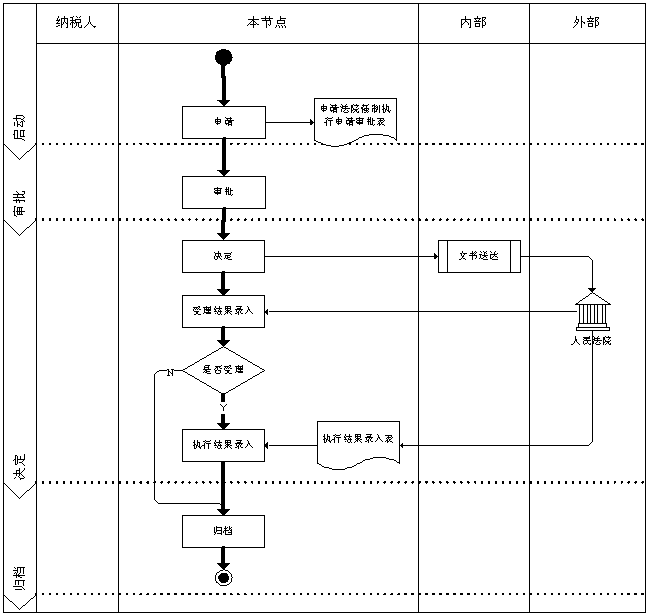 纳税人
本节点
内部
外部
启动
申请
申请法院强制执
行申请审批表
审批
审批
决定
文书送达
受理结果录入
人民法院
是否受理
N
Y
执行结果录入
执行结果录入表
决定
归档
归档